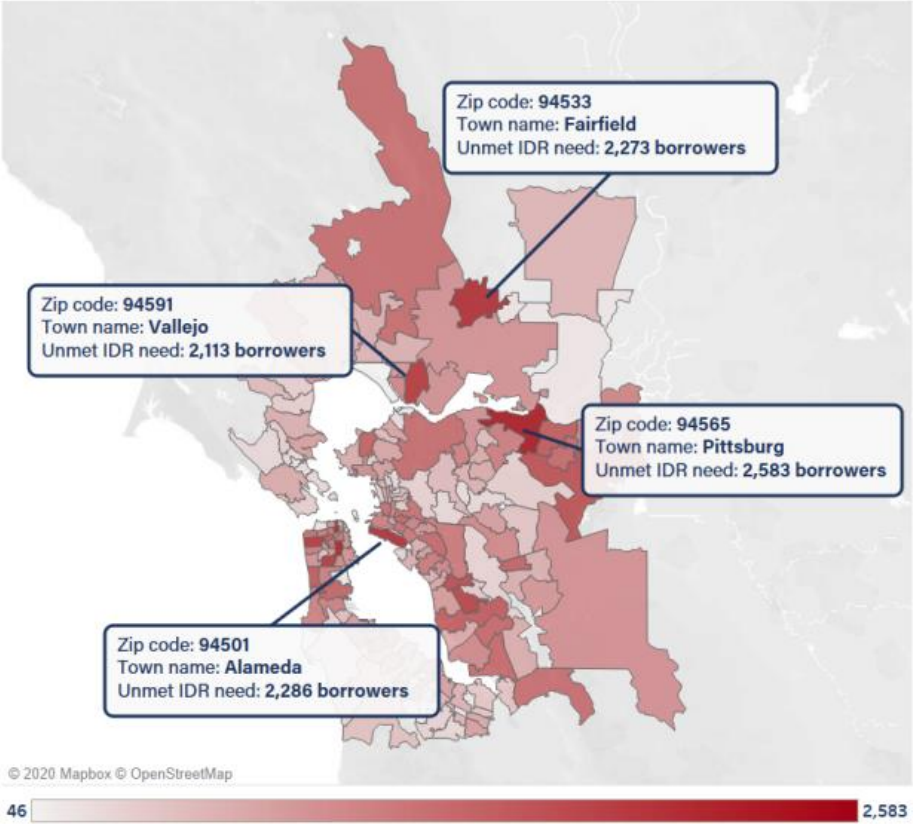 Zip code: 94533
Town name: Fairfield
Unmet IDR need: 2,273 borrowers
Zip code: 94591
Town name: Vallejo
Unmet IDR need: 2,113 borrowers
Zip code: 94565
Town name: Pittsburg
Unmet IDR need: 2,583 borrowers
Zip code: 94501
Town name: Alameda
Unmet IDR need: 2,286 borrowers
© 2020 Mapbox © OpenStreetMap
46 2,583